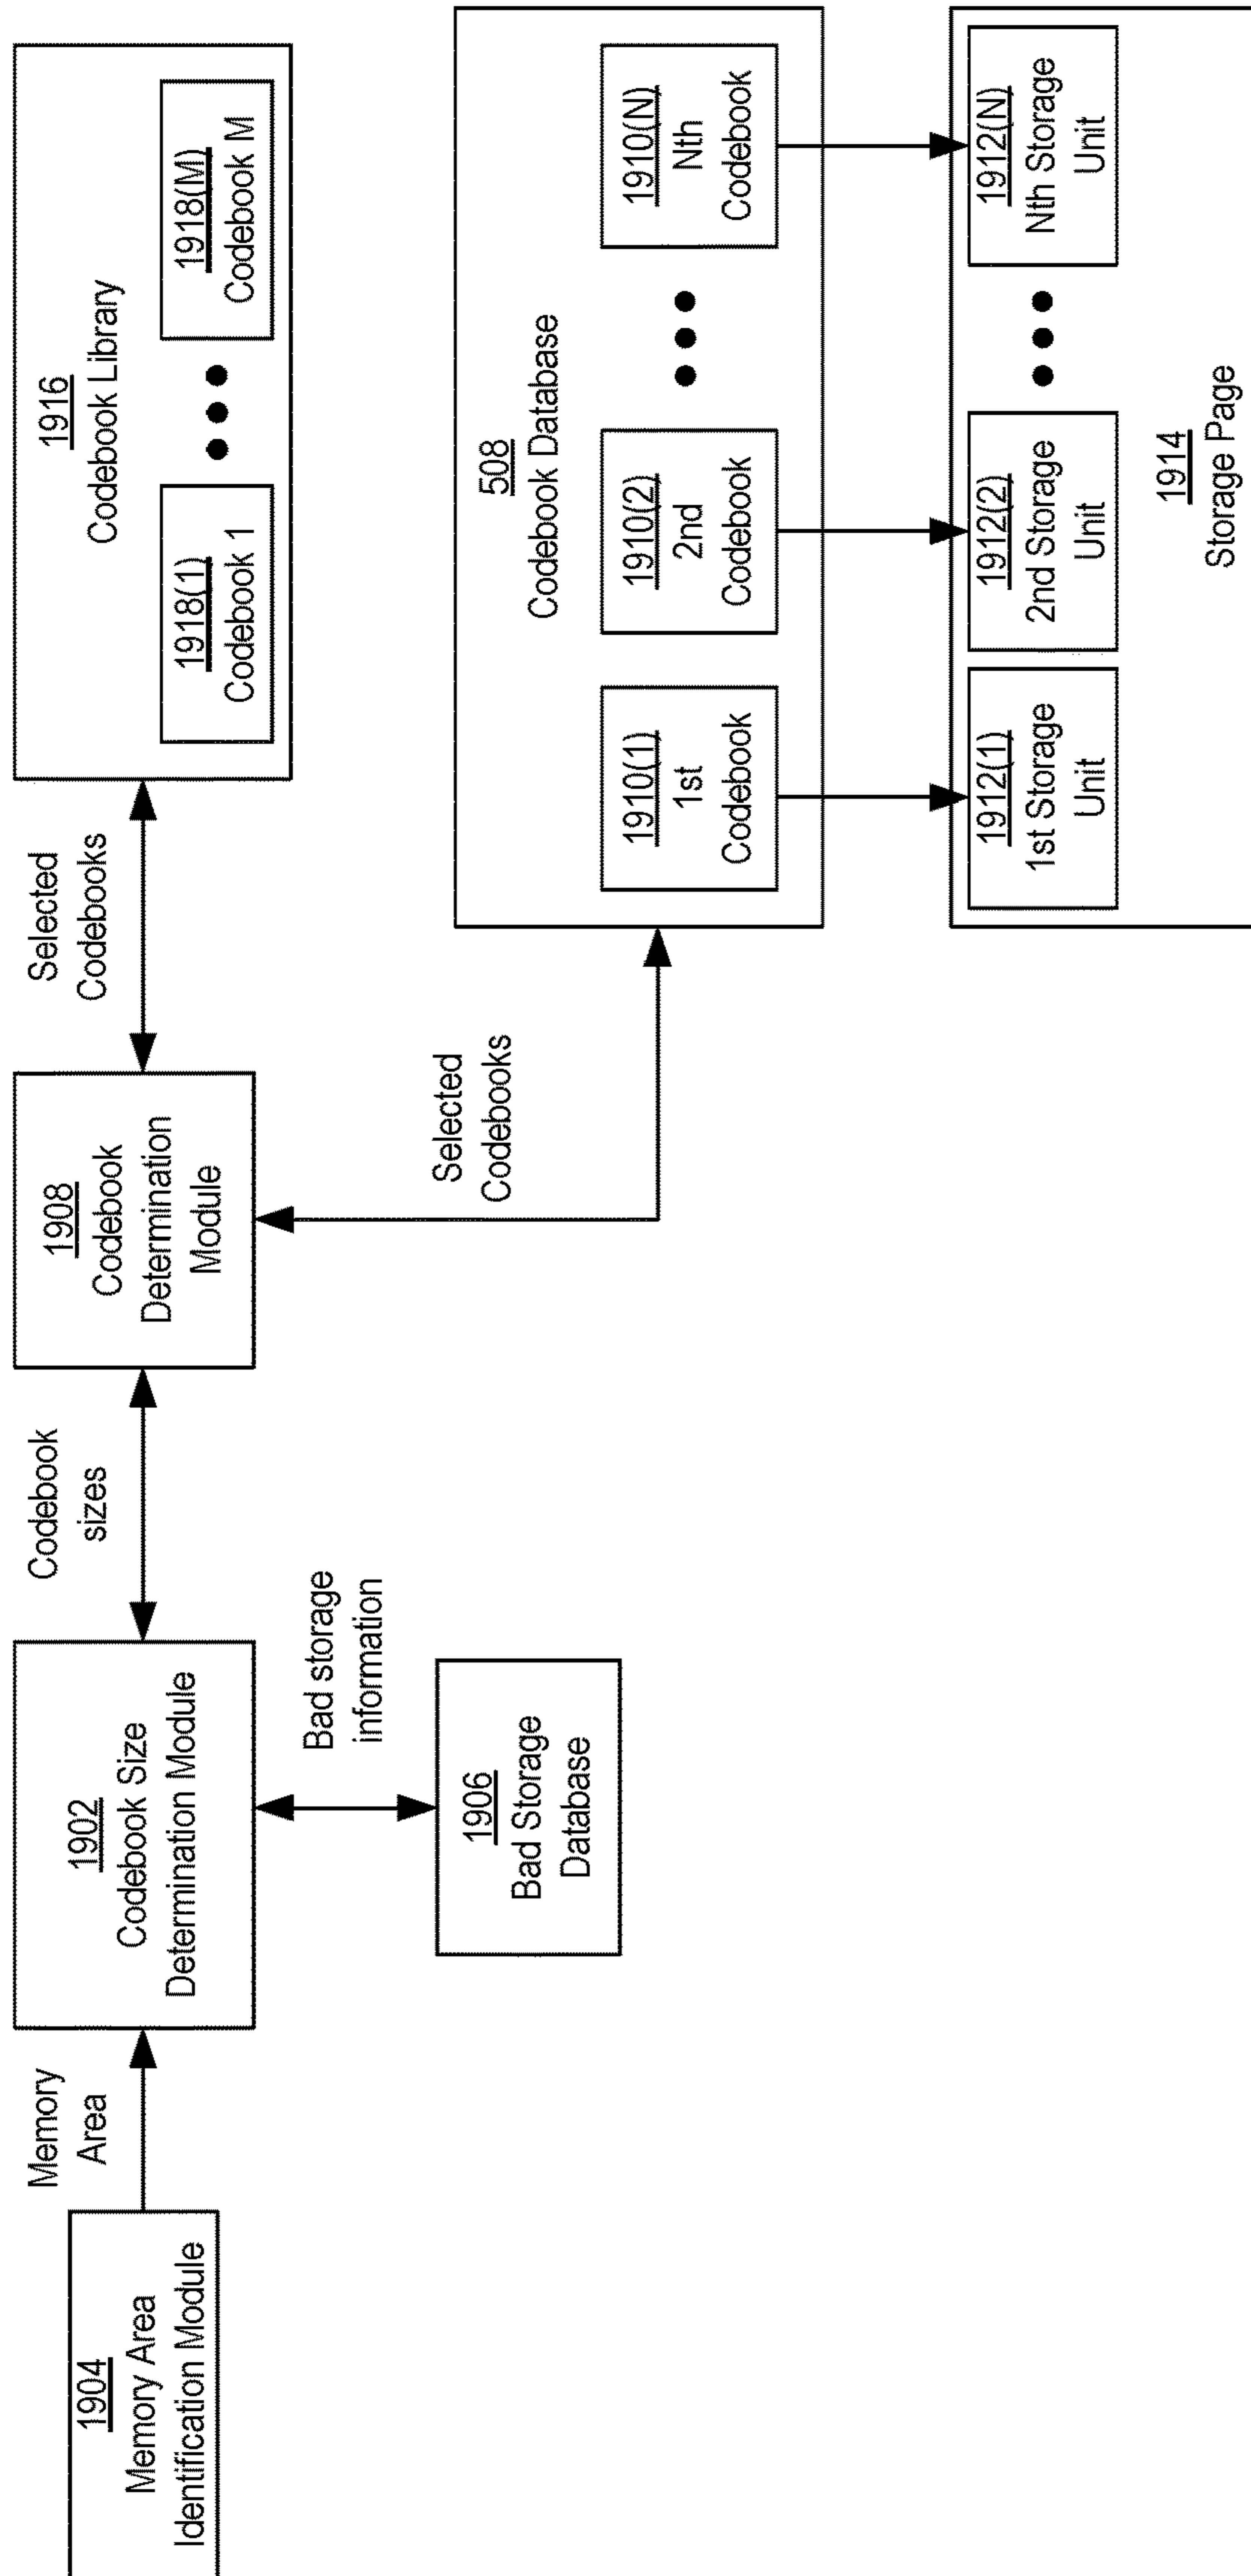 1904
Memory Area
Identification Module
Memory
Area
1902
Codebook Size
Determination Module
Bad storage
information
1906
Bad Storage
Database
Codebook
sizes
1908
Codebook
Determination
Module
Selected
Codebooks
1916
Codebook Library
1918(1)
Codebook 1
1918(M)
Codebook M
Selected
Codebooks
508
Codebook Database
1910(1)
1st
Codebook
1910(2)
2nd
Codebook
1910(N)
Nth
Codebook
1912(1)
1st Storage
Unit
1912(2)
2nd Storage
Unit
1912(N)
Nth Storage
Unit
1914
Storage Page